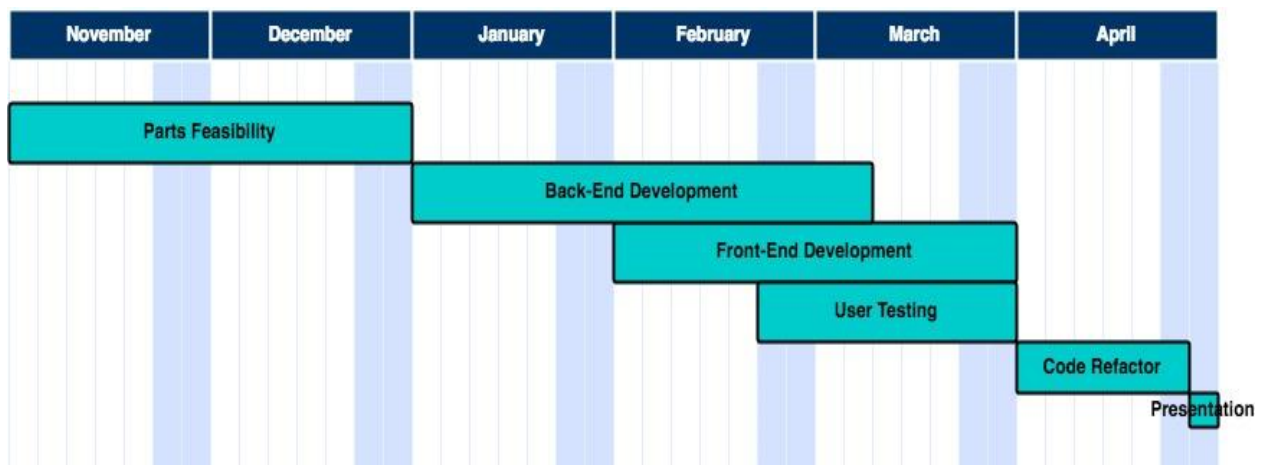 November December January February March April
Parts Feasibility
Back-End Development
Front-End Development
User Testing
Code Refactor
Presentation